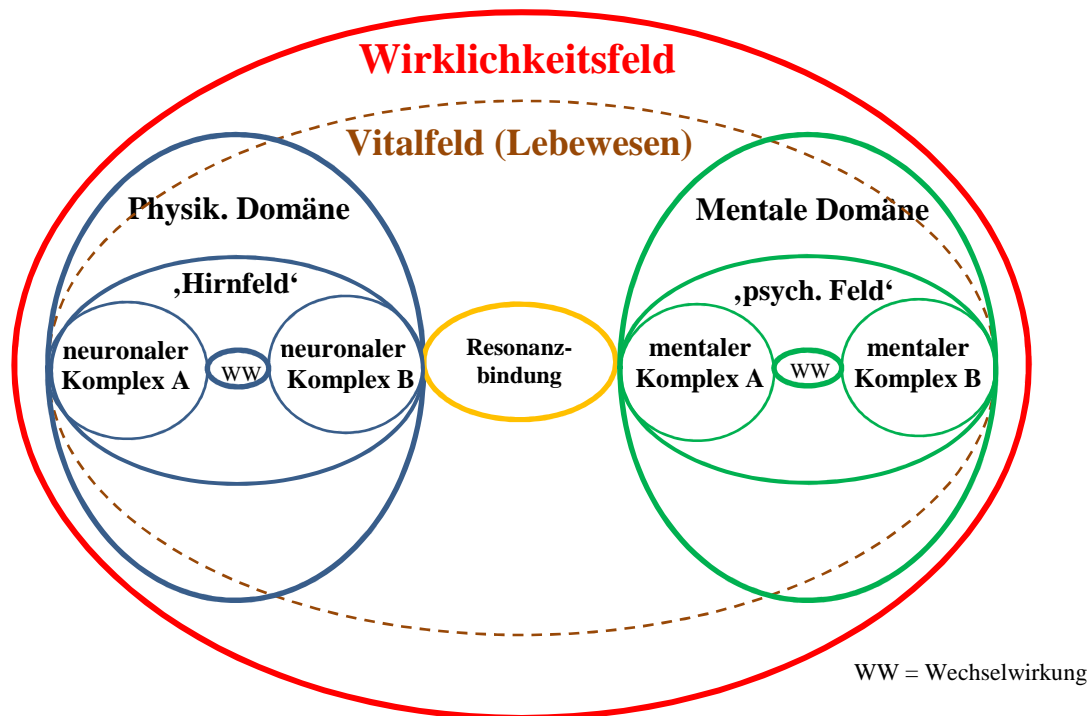 Wirklichkeitsfeld
Vitalfeld (Lebewesen)
Physik. Domäne
Mentale Domäne
‚Hirnfeld‘
‚psych. Feld‘
neuronaler
Komplex A
WW
neuronaler
Komplex B
Resonanz-
bindung
mentaler
Komplex A
WW
mentaler
Komplex B
WW = Wechselwirkung